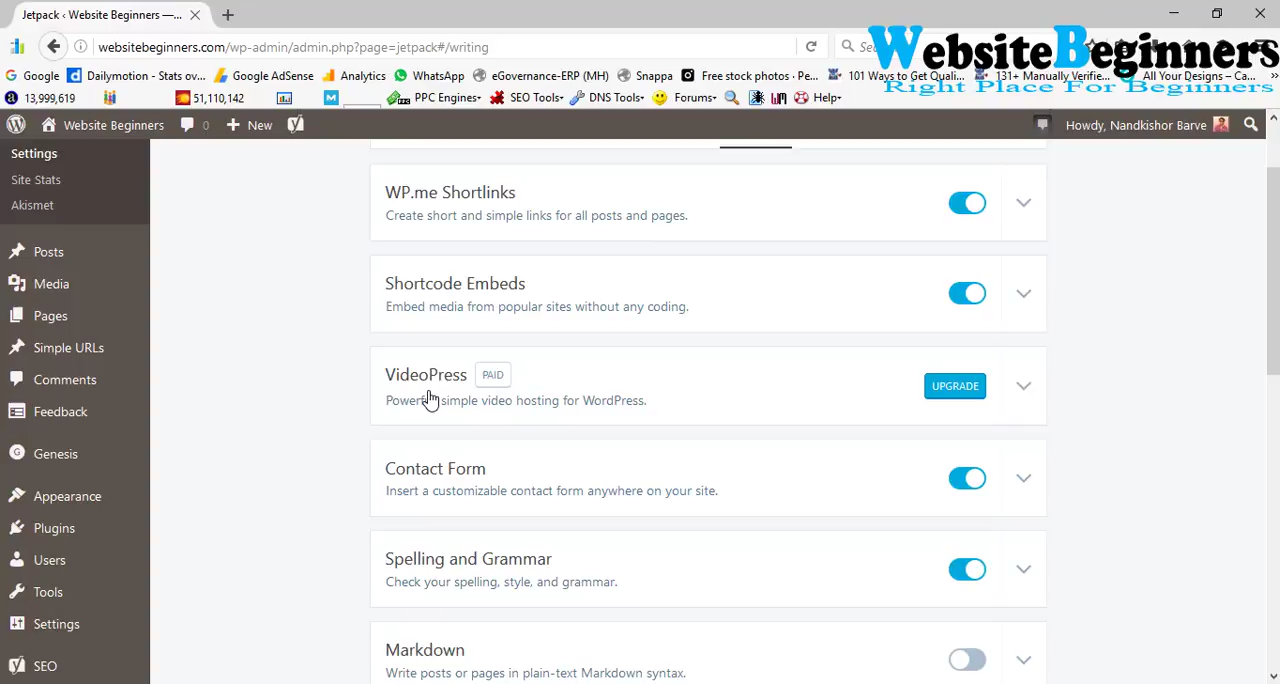 Jetpack ‹ Website Beginners —...
websitebeginners.com/wp-admin/admin.php?page=jetpack#/writing
WebsiteBeginners
Right Place For Beginners
Google
Dailymotion - Stats ov...
Google AdSense
Analytics
WhatsApp
eGovernance-ERP (MH)
Snappa
Free stock photos · Pe...
101 Ways to Get Quali...
131+ Manually Verifie...
All Your Designs – Ca...
13,999,619
51,110,142
PPC Engines
SEO Tools
DNS Tools
Forums
Help
Website Beginners
0
New
Howdy, Nandkishor Barve
Settings
Site Stats
Akismet
Posts
Media
Pages
Simple URLs
Comments
Feedback
Genesis
Appearance
Plugins
Users
Tools
Settings
SEO
WP.me Shortlinks
Create short and simple links for all posts and pages.
Shortcode Embeds
Embed media from popular sites without any coding.
VideoPress PAID
simple video hosting for WordPress.
UPGRADE
Contact Form
Insert a customizable contact form anywhere on your site.
Spelling and Grammar
Check your spelling, style, and grammar.
Markdown
Write posts or pages in plain-text Markdown syntax.